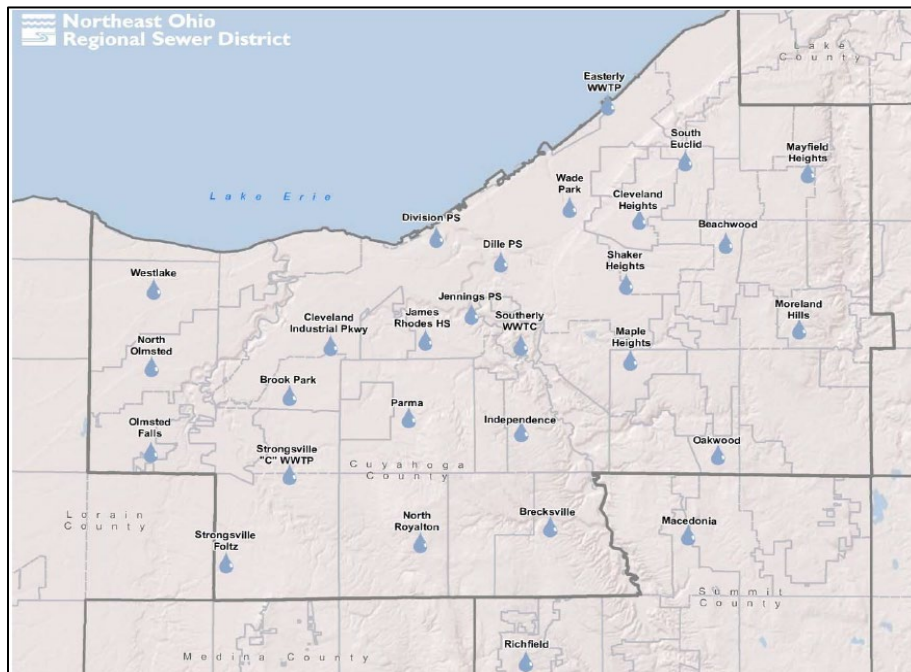 Northeast Ohio
Regional Sewer District
Lake
County
Easterly
WWTP
South
Euclid
Mayfield
Heights
Wade
Park
Cleveland
Heights
Lake Erie
Division PS
Beachwood
Dille PS
Shaker
Heights
Westlake
Jennings PS
Moreland
Hills
Cleveland
Industrial Pkwy
James
Rhodes HS
Southerly
WWTC
Maple
Heights
North
Olmsted
Brook Park
Parma
Independence
Olmsted
Falls
Oakwood
Strongsville
"C" WWTP
Cuyahoga
County
Lorain
County
North
Royalton
Brecksville
Macedonia
Strongsville
Foltz
Summit
County
Richfield
Medina County